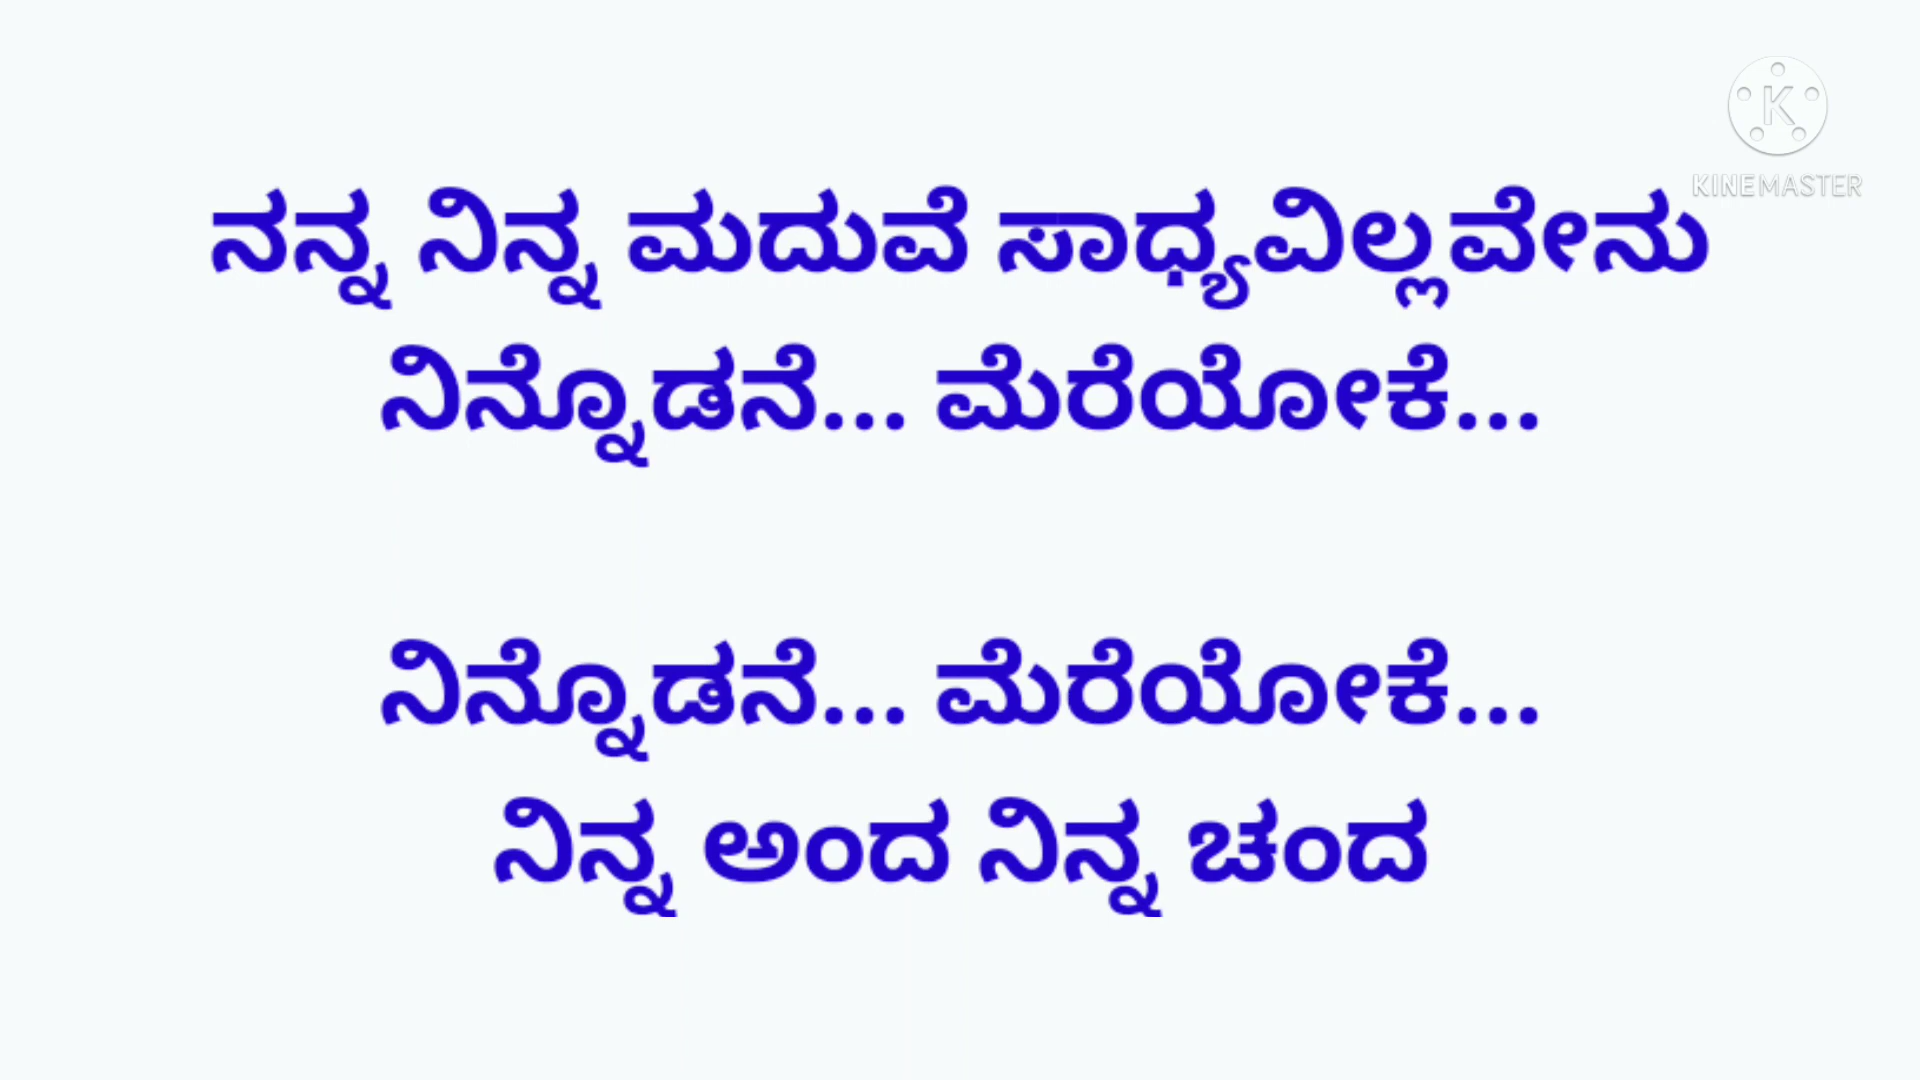 K
KINEMASTER
ನನ್ನ ನಿನ್ನ ಮದುವೆ ಸಾಧ್ಯವಿಲ್ಲವೇನು
ನಿನ್ನೊಡನೆ... ಮೆರೆಯೋಕೆ...
ನಿನ್ನೊಡನೆ... ಮೆರೆಯೋಕೆ...
ನಿನ್ನ ಅಂದ ನಿನ್ನ ಚಂದ